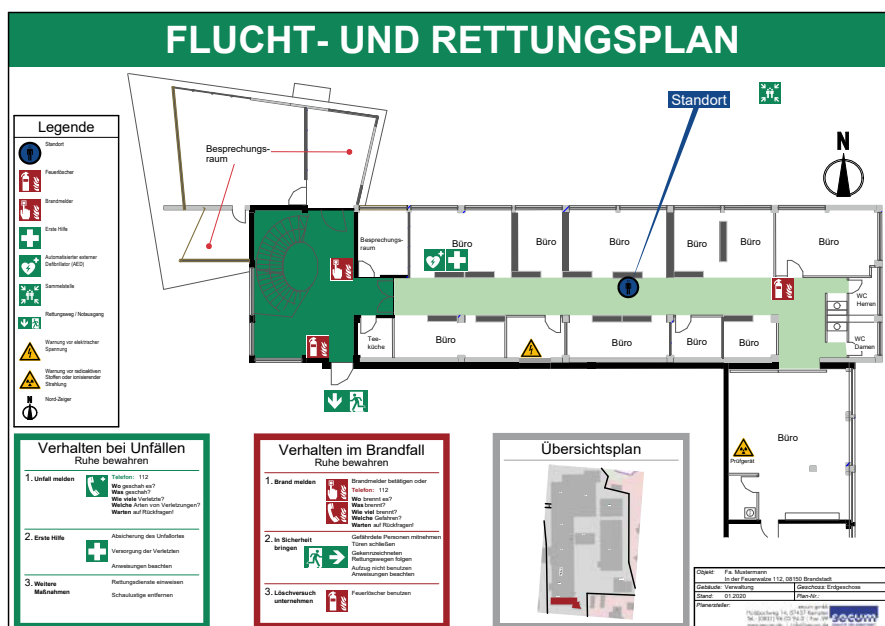 FLUCHT- UND RETTUNGSPLAN
Standort
Legende
Standort
Feuerlöscher
Brandmelder
Erste Hilfe
Automatisierter externer
Defibrillator (AED)
Sammelstelle
Rettungsweg / Notausgang
Warnung vor elektrischer
Spannung
Warnung vor radioaktiven
Stoffen oder ionisierender
Strahlung
Nord-Zeiger
Besprechungs-
raum
N
Besprechungs-
raum
Büro
Büro
Büro
Büro
Büro
Büro
WC
Herren
WC
Damen
Tee-
küche
Büro
Büro
Büro
Büro
Büro
Prüfgerät
Verhalten bei Unfällen
Ruhe bewahren
1. Unfall melden
Telefon: 112
Wo geschah es?
Was geschah?
Wie viele Verletzte?
Welche Arten von Verletzungen?
Warten auf Rückfragen!
2. Erste Hilfe
Absicherung des Unfallortes
Versorgung der Verletzten
Anweisungen beachten
3. Weitere
Maßnahmen
Rettungsdienste einweisen
Schaulustige entfernen
Verhalten im Brandfall
Ruhe bewahren
1. Brand melden
Brandmelder betätigen oder
Telefon: 112
Wo brennt es?
Was brennt?
Wie viel brennt?
Welche Gefahren?
Warten auf Rückfragen!
2. In Sicherheit
bringen
Gefährdete Personen mitnehmen
Türen schließen
Gekennzeichneten
Rettungswegen folgen
Aufzug nicht benutzen
Anweisungen beachten
3. Löschversuch
unternehmen
Feuerlöscher benutzen
Übersichtsplan
Objekt: Fa. Mustermann
In der Feuerwalze 112, 08150 Brandstadt
Gebäude: Verwaltung Geschoss: Erdgeschoss
Stand: 01.2020 Plan-Nr.:
Planersteller:
secum gmbh
secum